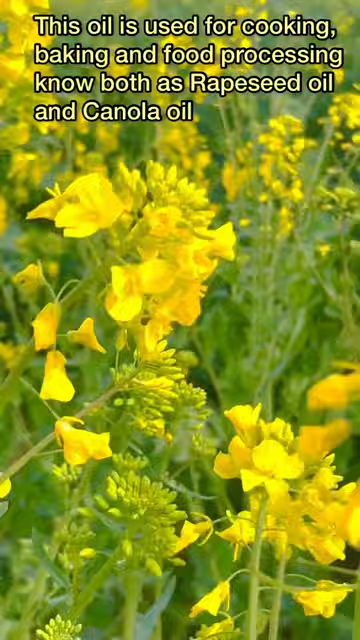 This oil is used for cooking,
baking and food processing
know both as Rapeseed oil
and Canola oil